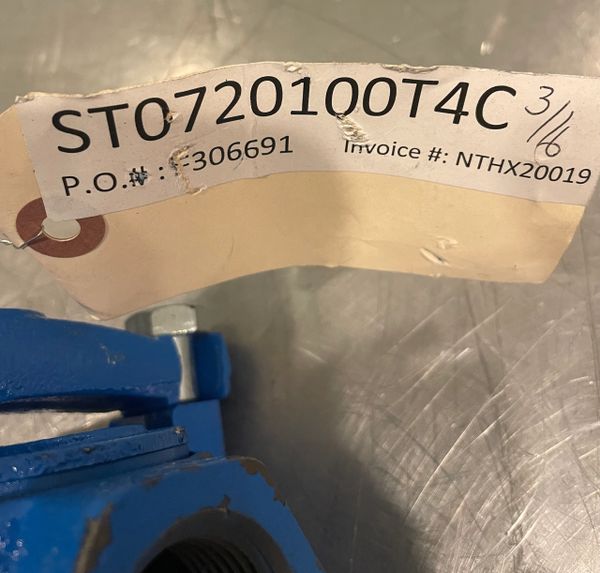 ST0720100T4C 3/16
P.O.#: F306691 Invoice #: NTHX20019